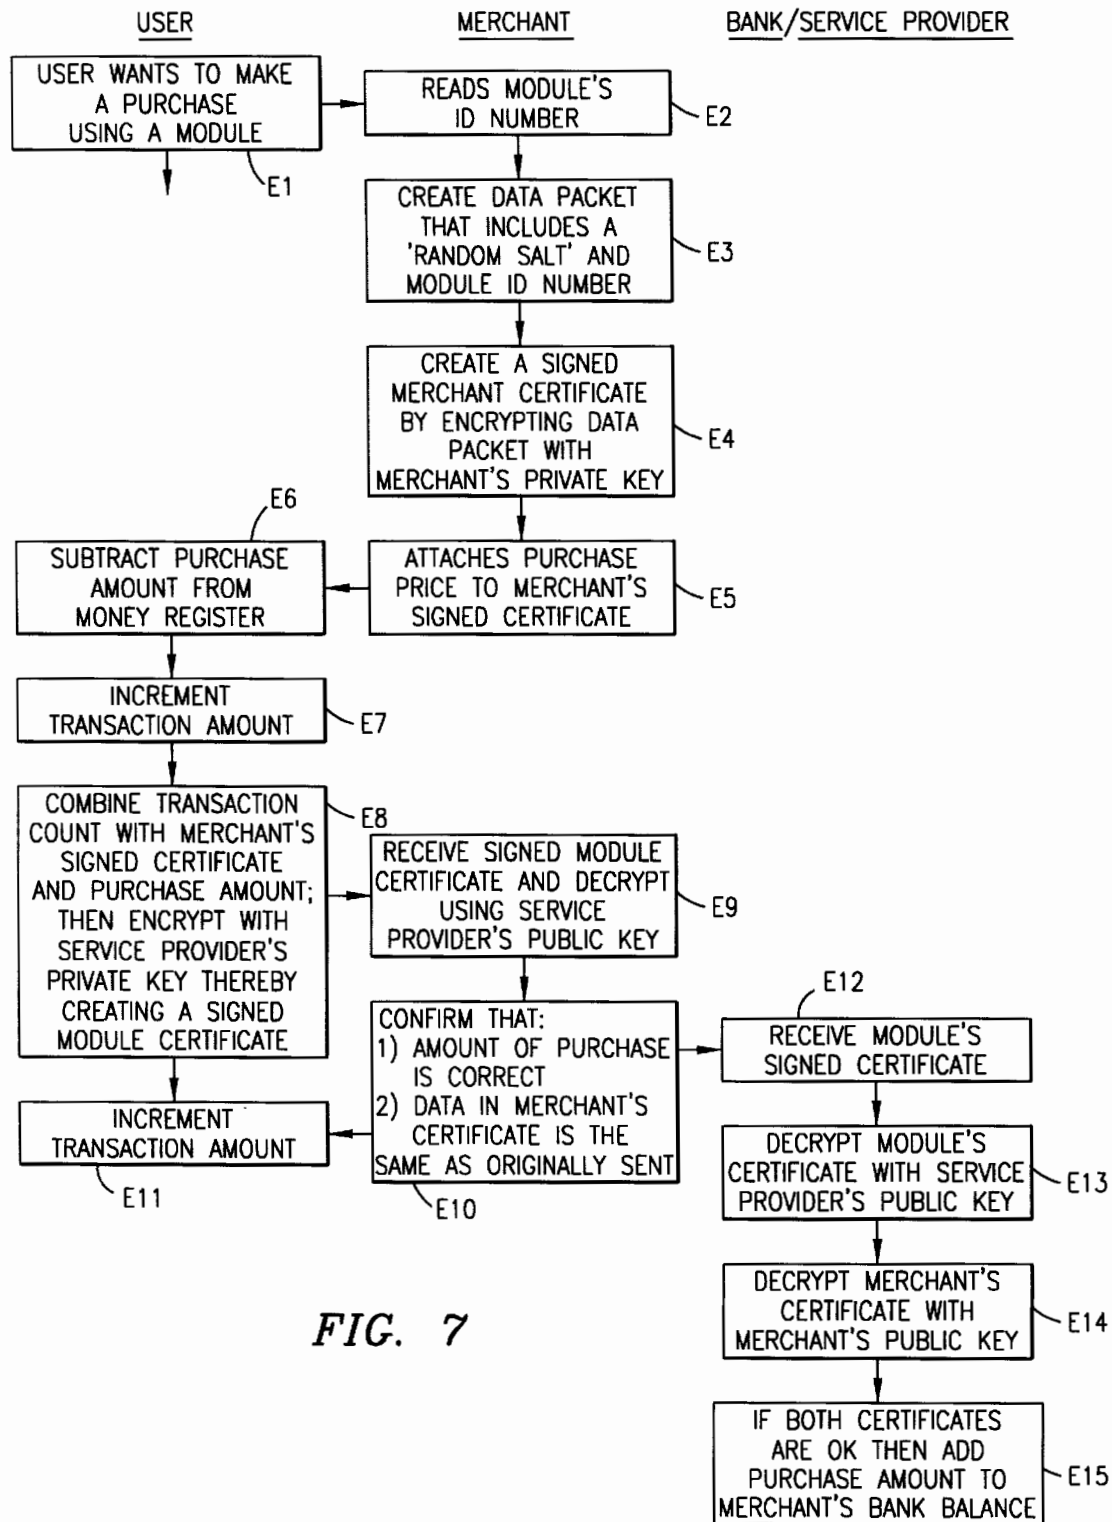 USER
MERCHANT
BANK/SERVICE PROVIDER
USER WANTS TO MAKE
A PURCHASE
USING A MODULE
E1
READS MODULE'S
ID NUMBER
E2
CREATE DATA PACKET
THAT INCLUDES A
'RANDOM SALT' AND
MODULE ID NUMBER
E3
CREATE A SIGNED
MERCHANT CERTIFICATE
BY ENCRYPTING DATA
PACKET WITH
MERCHANT'S PRIVATE KEY
E4
ATTACHES PURCHASE
PRICE TO MERCHANT'S
SIGNED CERTIFICATE
E5
E6
SUBTRACT PURCHASE
AMOUNT FROM
MONEY REGISTER
INCREMENT
TRANSACTION AMOUNT
E7
COMBINE TRANSACTION
COUNT WITH MERCHANT'S
SIGNED CERTIFICATE
AND PURCHASE AMOUNT;
THEN ENCRYPT WITH
SERVICE PROVIDER'S
PRIVATE KEY THEREBY
CREATING A SIGNED
MODULE CERTIFICATE
E8
RECEIVE SIGNED MODULE
CERTIFICATE AND DECRYPT
USING SERVICE
PROVIDER'S PUBLIC KEY
E9
CONFIRM THAT:
1) AMOUNT OF PURCHASE
IS CORRECT
2) DATA IN MERCHANT'S
CERTIFICATE IS THE
SAME AS ORIGINALLY SENT
E10
INCREMENT
TRANSACTION AMOUNT
E11
E12
RECEIVE MODULE'S
SIGNED CERTIFICATE
DECRYPT MODULE'S
CERTIFICATE WITH SERVICE
PROVIDER'S PUBLIC KEY
E13
DECRYPT MERCHANT'S
CERTIFICATE WITH
MERCHANT'S PUBLIC KEY
E14
IF BOTH CERTIFICATES
ARE OK THEN ADD
PURCHASE AMOUNT TO
MERCHANT'S BANK BALANCE
E15
FIG. 7